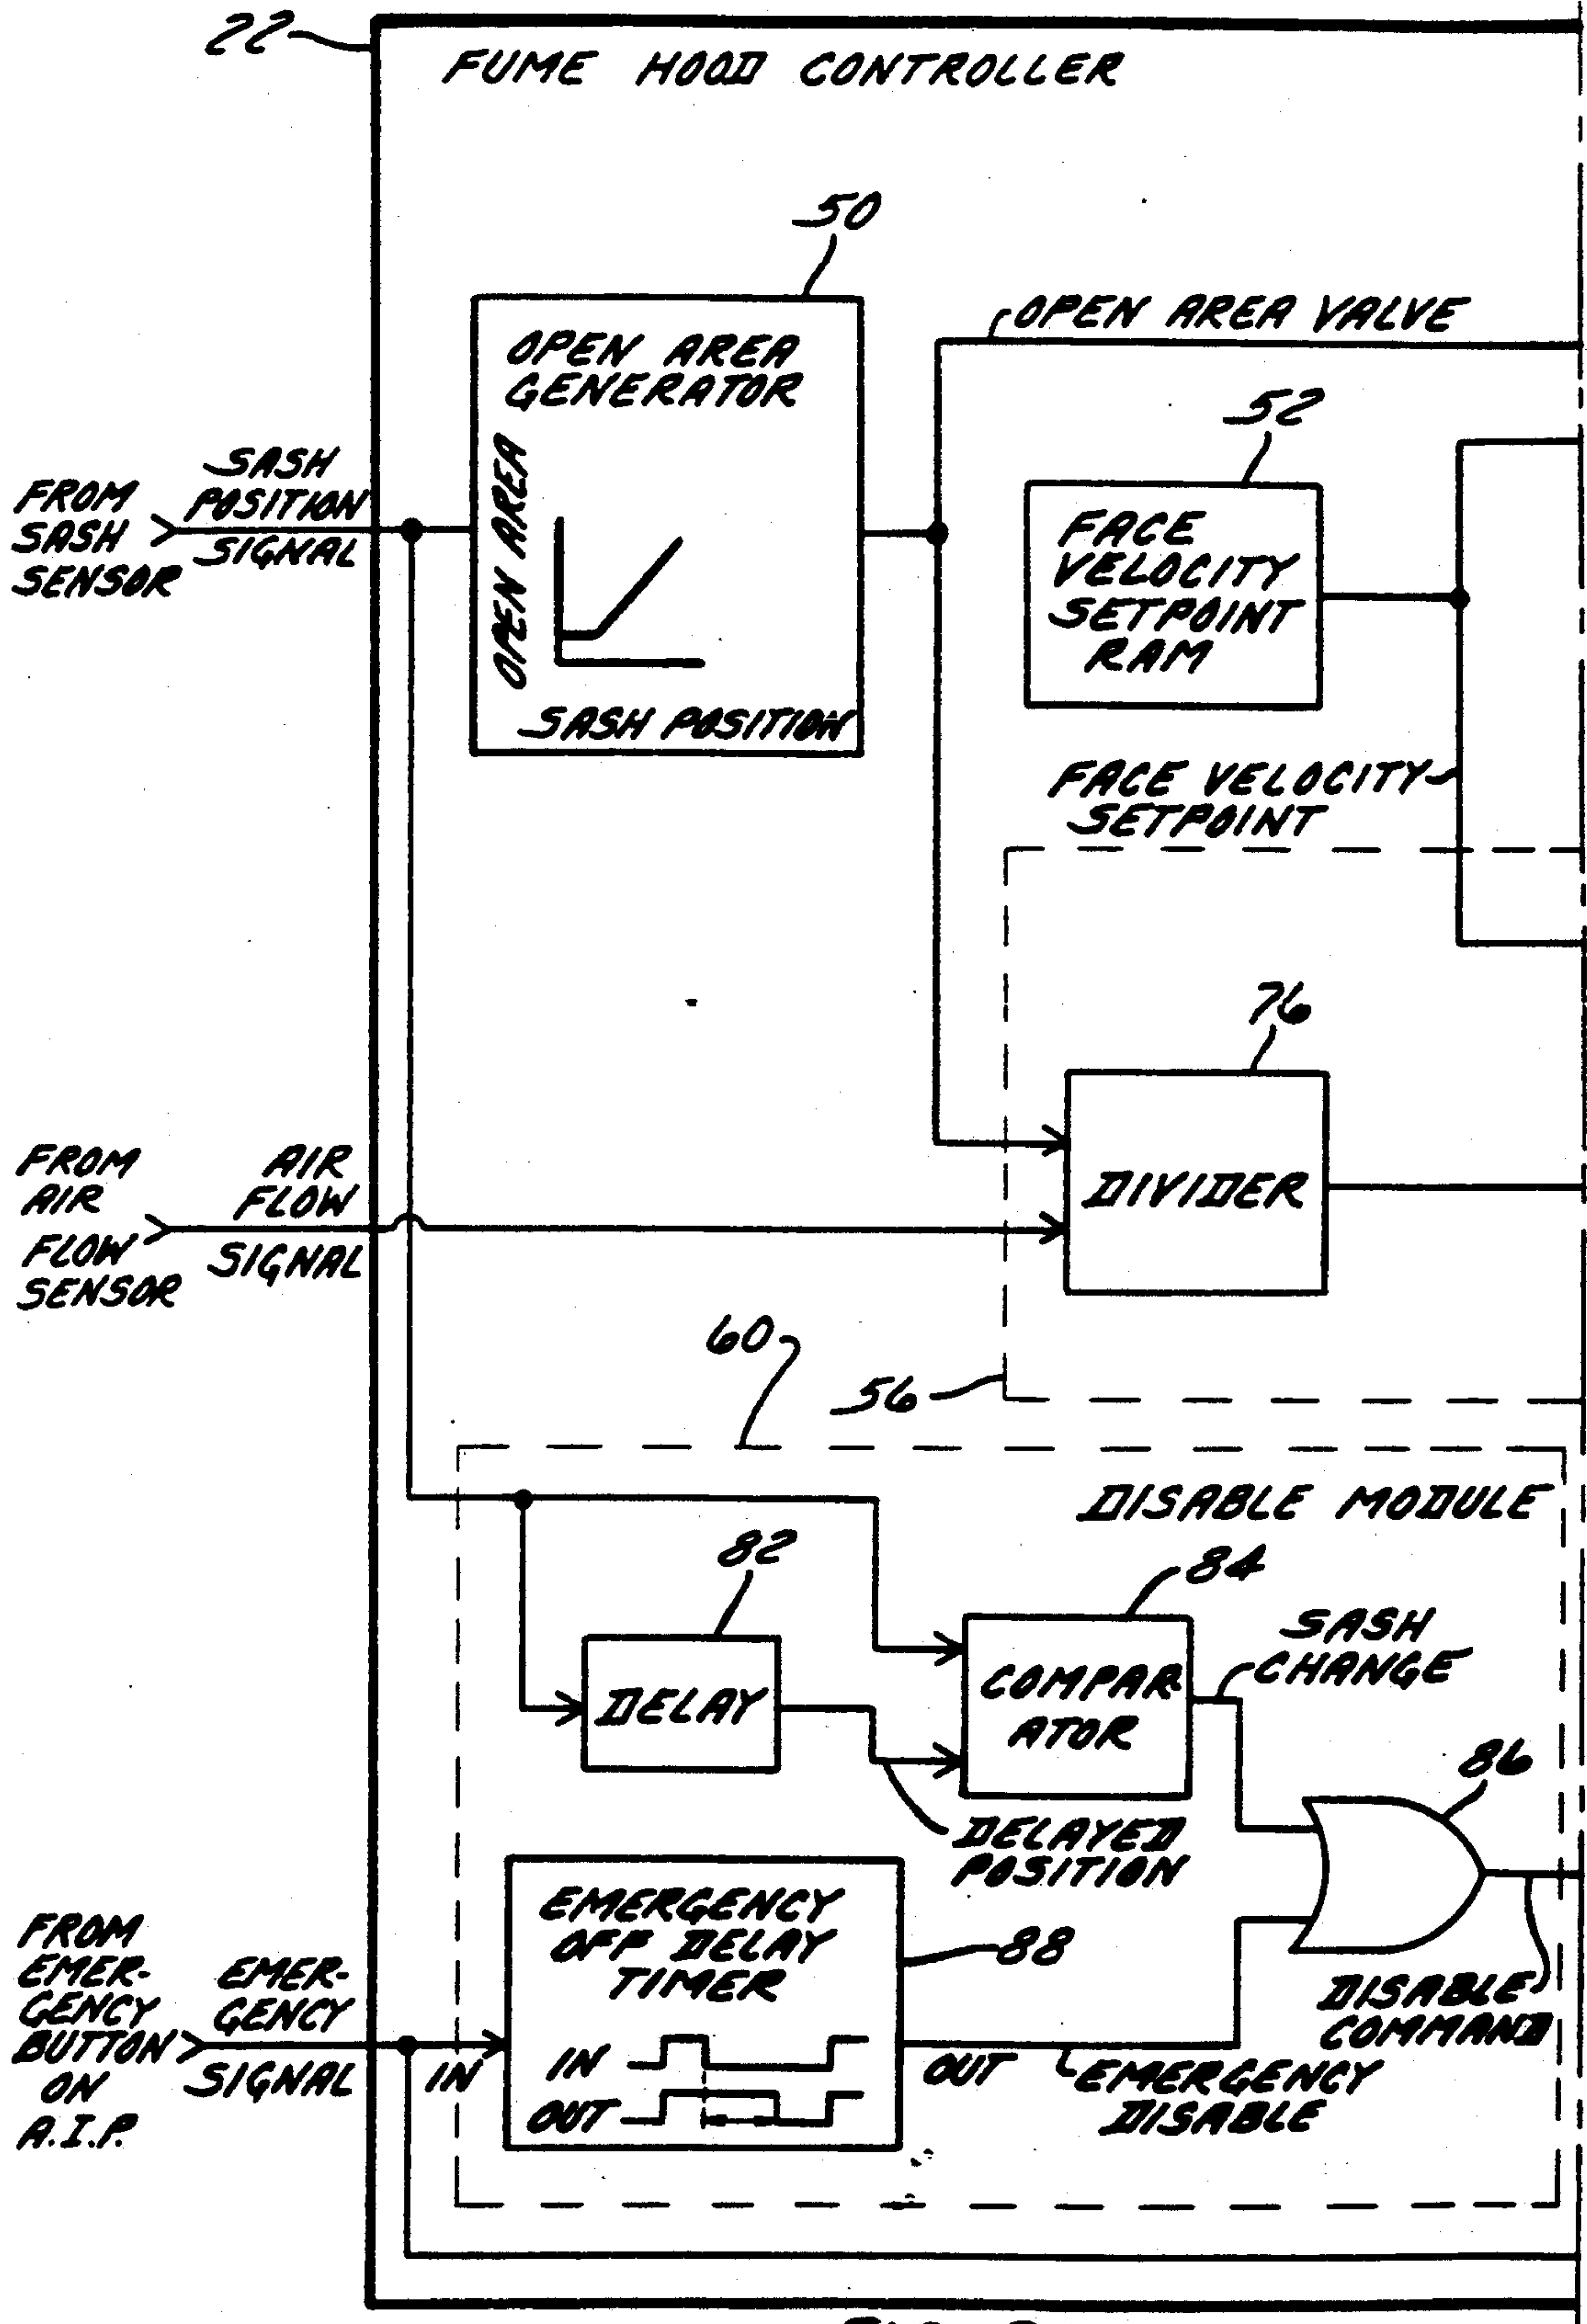 22
FUME HOOD CONTROLLER
50
OPEN AREA
GENERATOR
OPEN AREA
SASH POSITION
OPEN AREA VALVE
52
FACE
VELOCITY
SETPOINT
RAM
FROM
SASH
SENSOR
SASH
POSITION
SIGNAL
FACE VELOCITY
SETPOINT
76
DIVIDER
FROM
AIR
FLOW
SENSOR
AIR
FLOW
SIGNAL
60
56
DISABLE MODULE
82
DELAY
84
COMPAR-
ATOR
SASH
CHANGE
86
DELAYED
POSITION
EMERGENCY
OFF DELAY
TIMER
IN
OUT
88
FROM
EMER-
GENCY
BUTTON
ON
A.I.P.
EMER-
GENCY
SIGNAL
IN
OUT
EMERGENCY
DISABLE
DISABLE
COMMAND